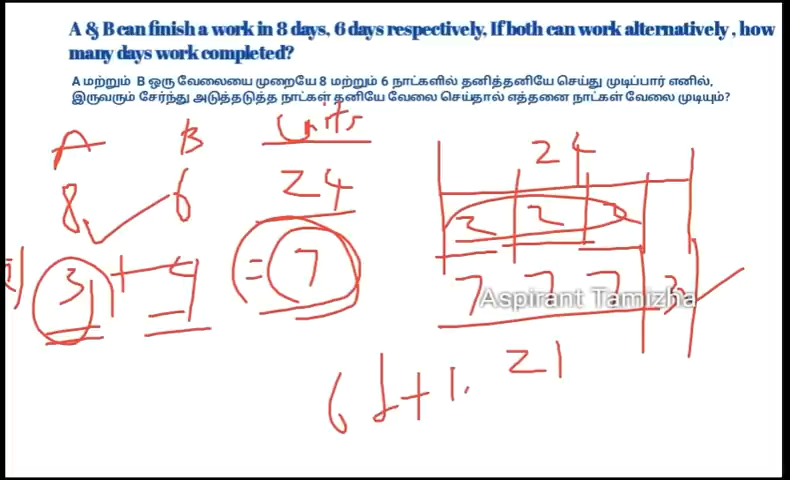 A & B can finish a work in 8 days, 6 days respectively. If both can work alternatively , how
many days work completed?
A மற்றும் B ஒரு வேலையை முறையே 8 மற்றும் 6 நாட்களில் தனித்தனியே செய்து முடிப்பார் எனில்,
இருவரும் சேர்ந்து அடுத்தடுத்த நாட்கள் தனியே வேலை செய்தால் எத்தனை நாட்கள் வேலை முடியும்?
A B Units
8 6 24
24
2 2 2
3 + 4 = 7
7 7 7 3
Aspirant Tamizha
21
6 d + 1